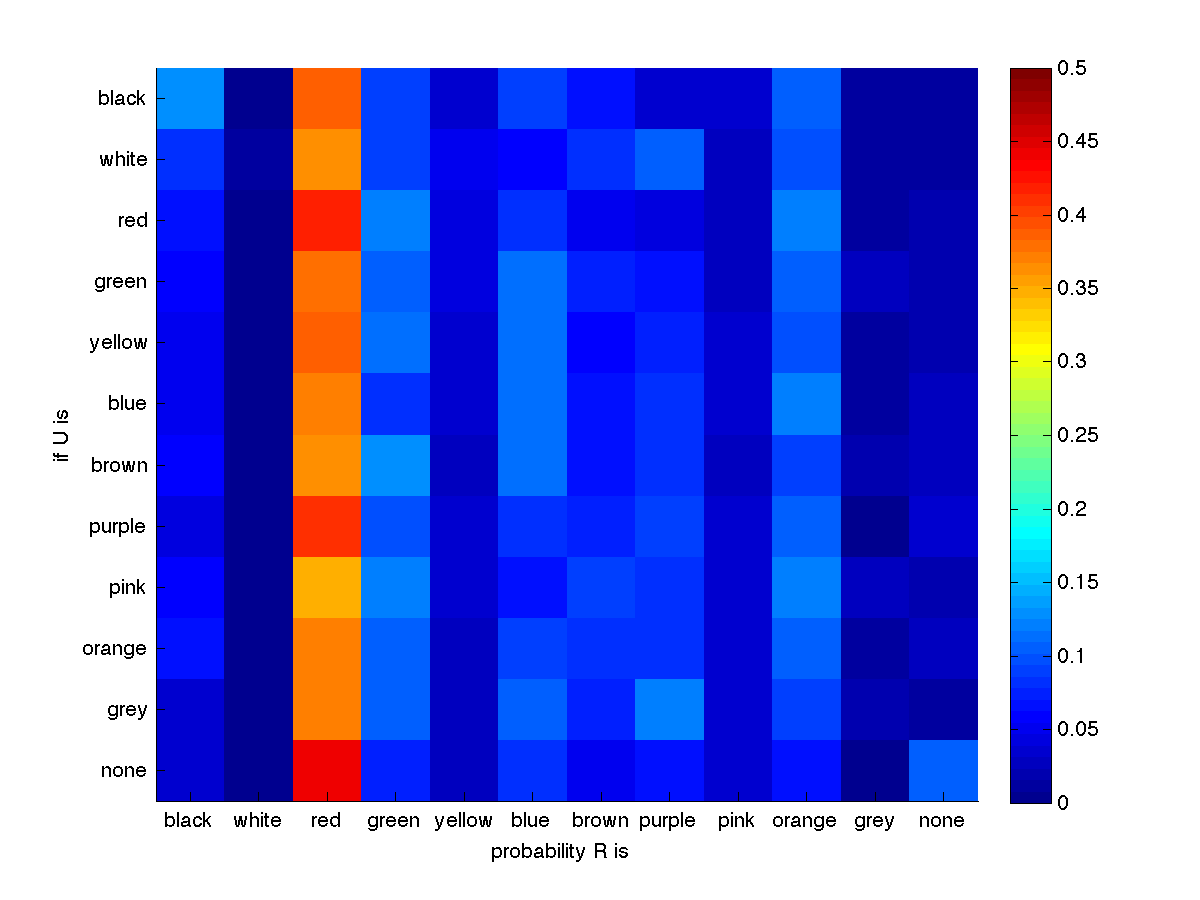 black
white
red
green
yellow
blue
brown
purple
pink
orange
grey
none
if U is
black white red green yellow blue brown purple pink orange grey none
probability R is
0.5
0.45
0.4
0.35
0.3
0.25
0.2
0.15
0.1
0.05
0